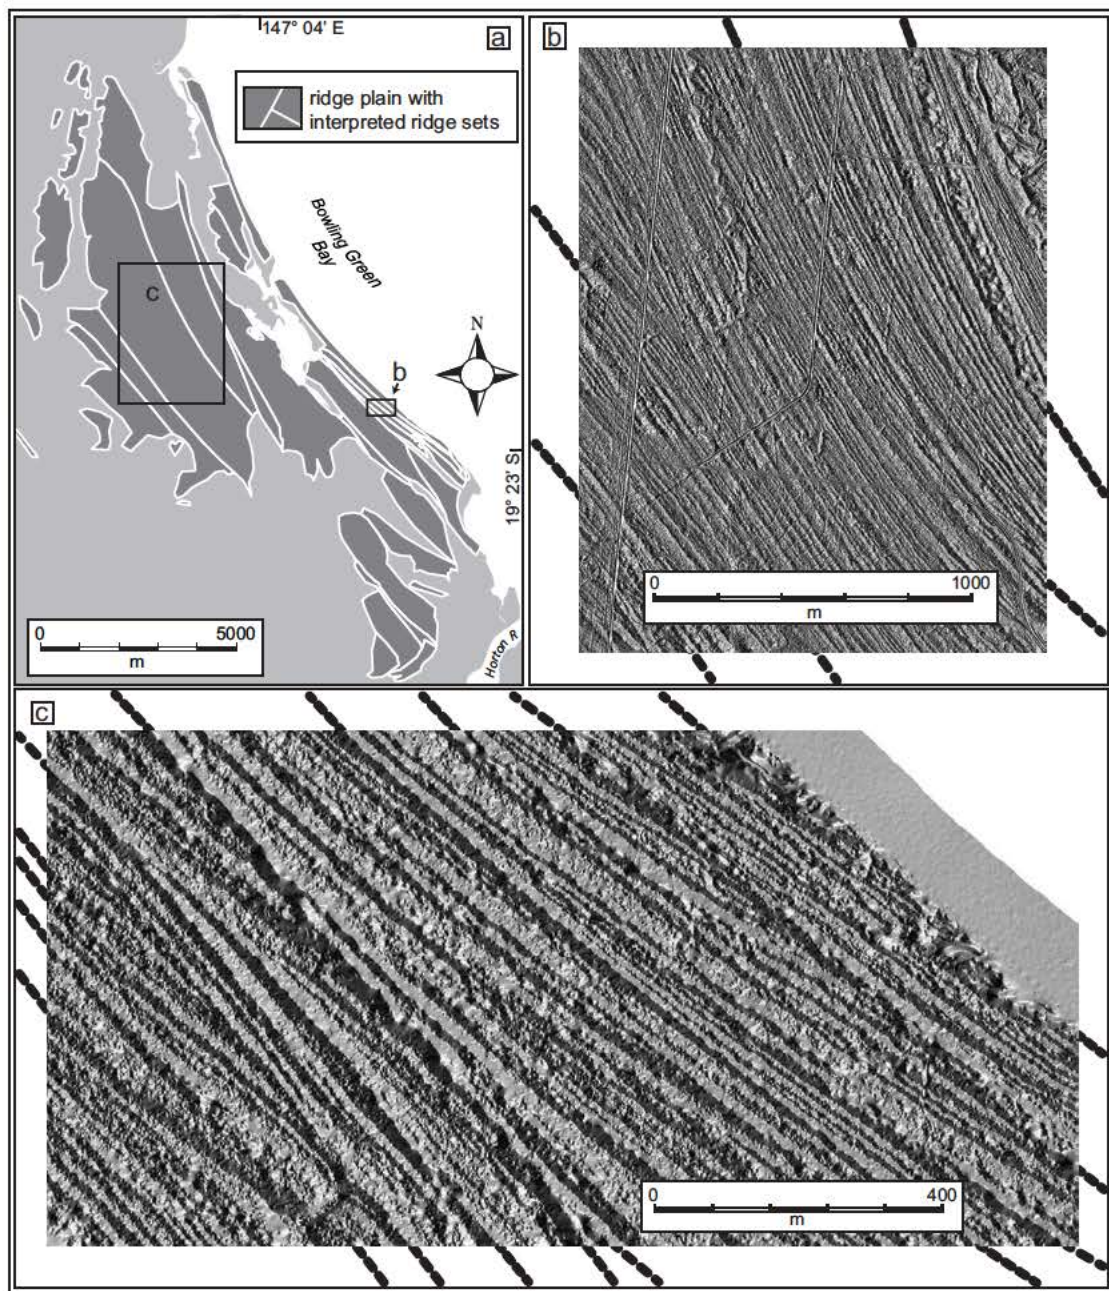 147° 04' E
a
ridge plain with
interpreted ridge sets
Bowling Green
Bay
c
N
b
19° 23' S
0 5000
m
Horton R
b
0 1000
m
c
0 400
m